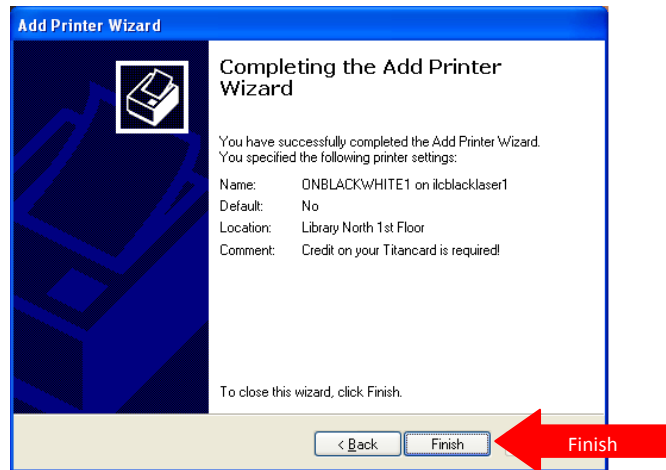 Add Printer Wizard
Completing the Add Printer
Wizard
You have successfully completed the Add Printer Wizard.
You specified the following printer settings:
Name: ONBLACKWHITE1 on ilcblacklaser1
Default: No
Location: Library North 1st Floor
Comment: Credit on your Titancard is required!
To close this wizard, click Finish.
< Back Finish Finish